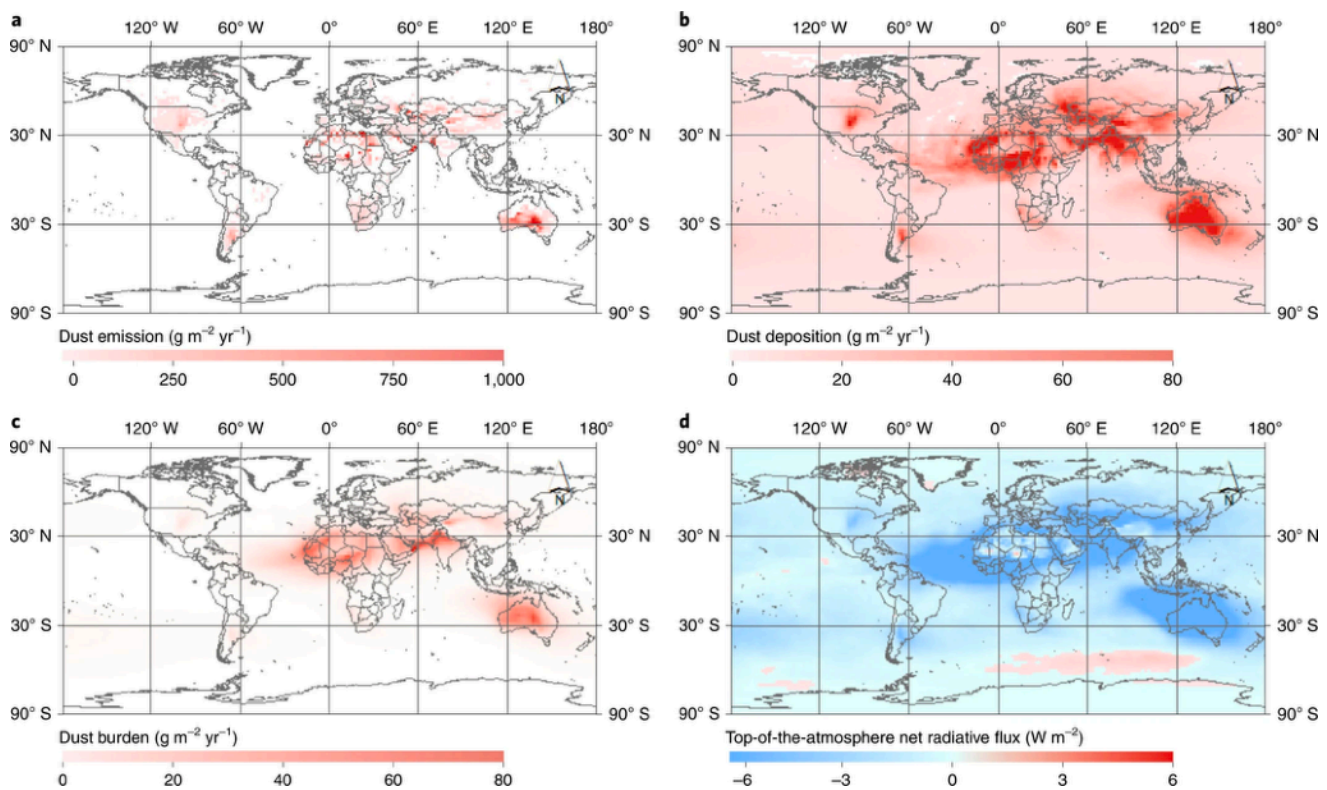 a
b
120° W 60° W 0° 60° E 120° E 180°
120° W 60° W 0° 60° E 120° E 180°
90° N
90° N
N
N
30° N
30° N
30° N
30° N
30° S
30° S
30° S
30° S
90° S
90° S
90° S
90° S
Dust emission (g m⁻² yr⁻¹)
0 250 500 750 1,000
Dust deposition (g m⁻² yr⁻¹)
0 20 40 60 80
c
d
120° W 60° W 0° 60° E 120° E 180°
120° W 60° W 0° 60° E 120° E 180°
90° N
90° N
N
N
30° N
30° N
30° N
30° N
30° S
30° S
30° S
30° S
90° S
90° S
90° S
90° S
Dust burden (g m⁻² yr⁻¹)
0 20 40 60 80
Top-of-the-atmosphere net radiative flux (W m⁻²)
−6 −3 0 3 6